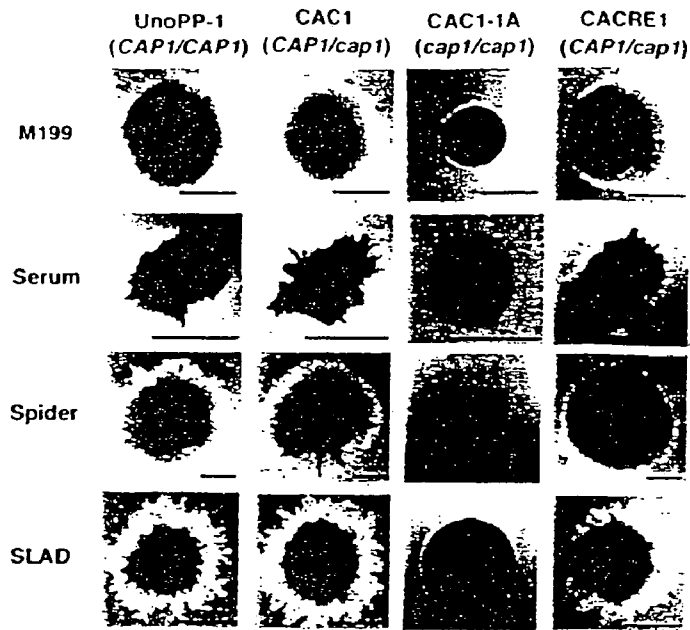 UnoPP-1 CAC1 CAC1-1A CACRE1
(CAP1/CAP1) (CAP1/cap1) (cap1/cap1) (CAP1/cap1)
M199
Serum
Spider
SLAD